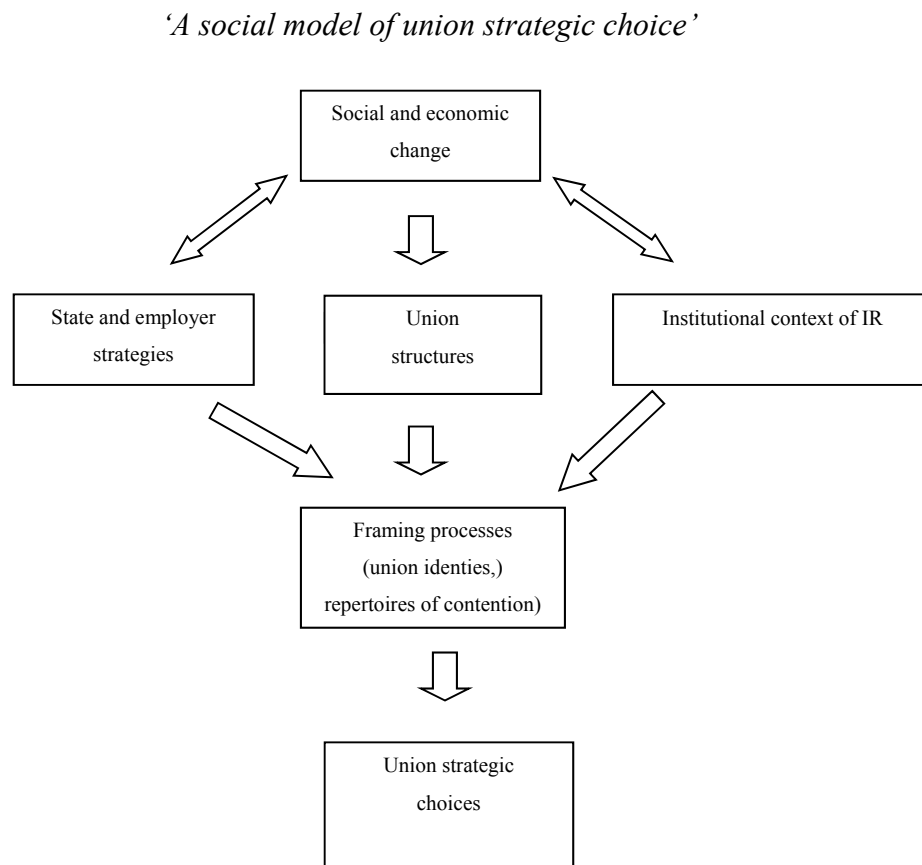 ‘A social model of union strategic choice’
Social and economic
change
State and employer
strategies
Union
structures
Institutional context of IR
Framing processes
(union identies,)
repertoires of contention)
Union strategic
choices